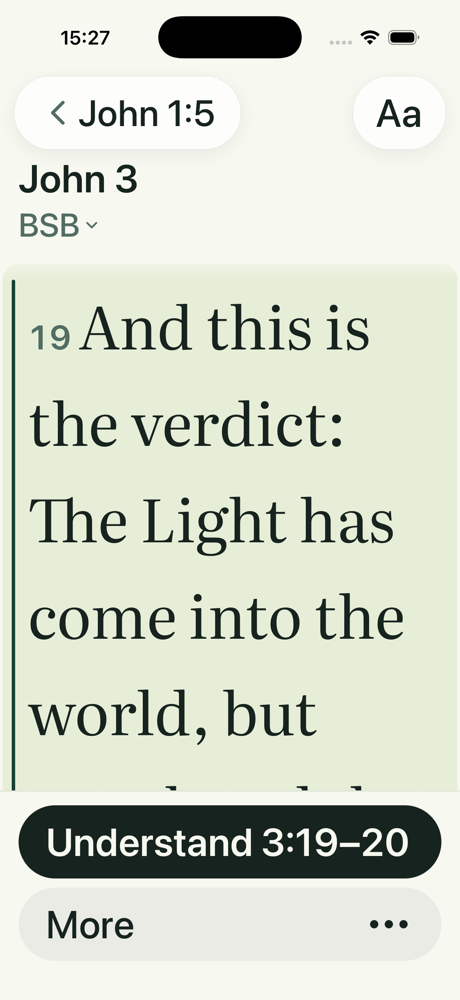 15:27
John 1:5
Aa
John 3
BSB
19 And this is
the verdict:
The Light has
come into the
world, but
Understand 3:19–20
More